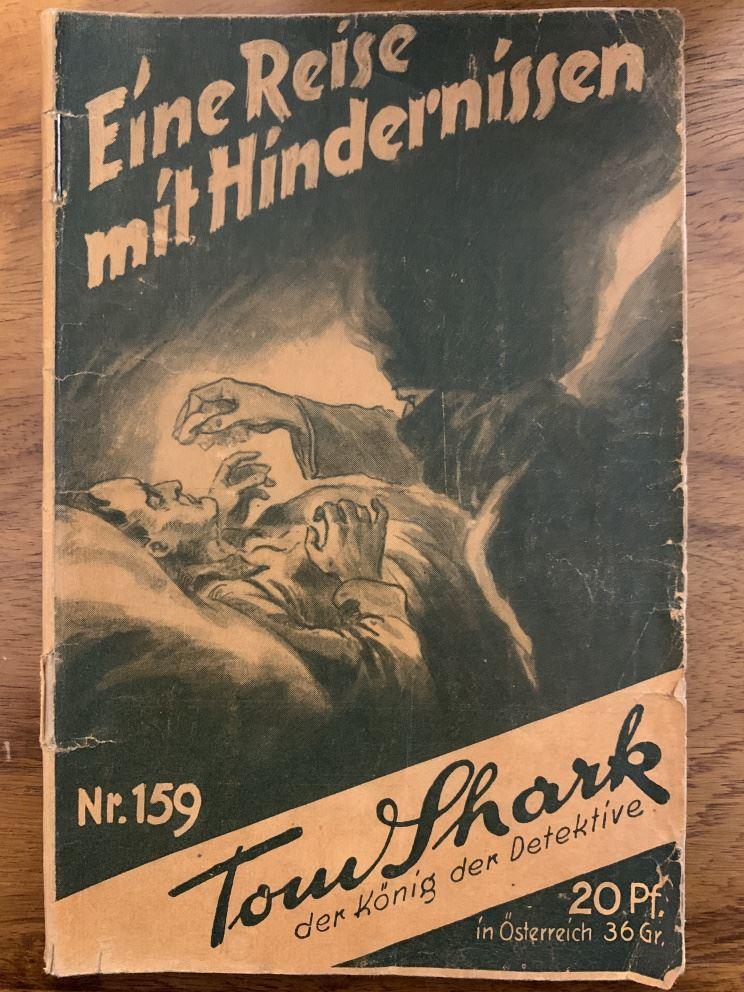 Eine Reise
mit Hindernissen
Nr. 159
Tom Shark
der König der Detektive
20 Pf.
in Österreich 36 Gr.